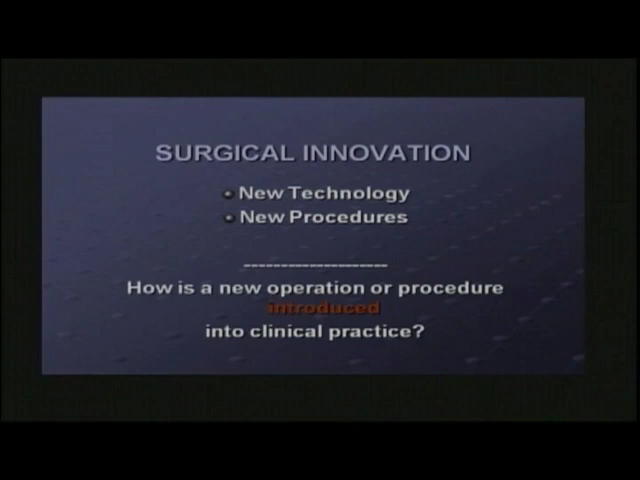 SURGICAL INNOVATION
New Technology
New Procedures
--------------------
How is a new operation or procedure
introduced
into clinical practice?